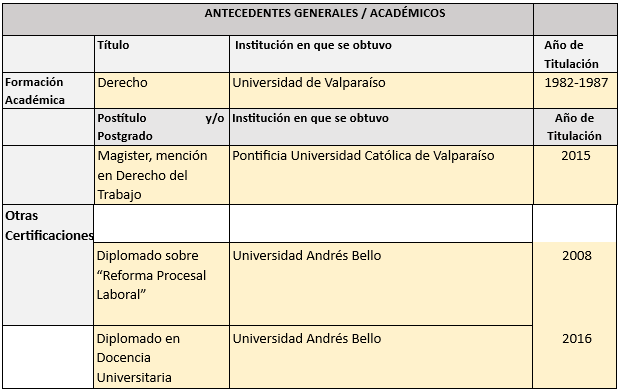 ANTECEDENTES GENERALES / ACADÉMICOS
Título Institución en que se obtuvo Año de
Titulación
Formación
Académica
Derecho Universidad de Valparaíso 1982-1987
Postítulo y/o
Postgrado
Institución en que se obtuvo Año de
Titulación
Magister, mención
en Derecho del
Trabajo
Pontificia Universidad Católica de Valparaíso 2015
Otras
Certificaciones
Diplomado sobre
“Reforma Procesal
Laboral”
Universidad Andrés Bello 2008
Diplomado en
Docencia
Universitaria
Universidad Andrés Bello 2016